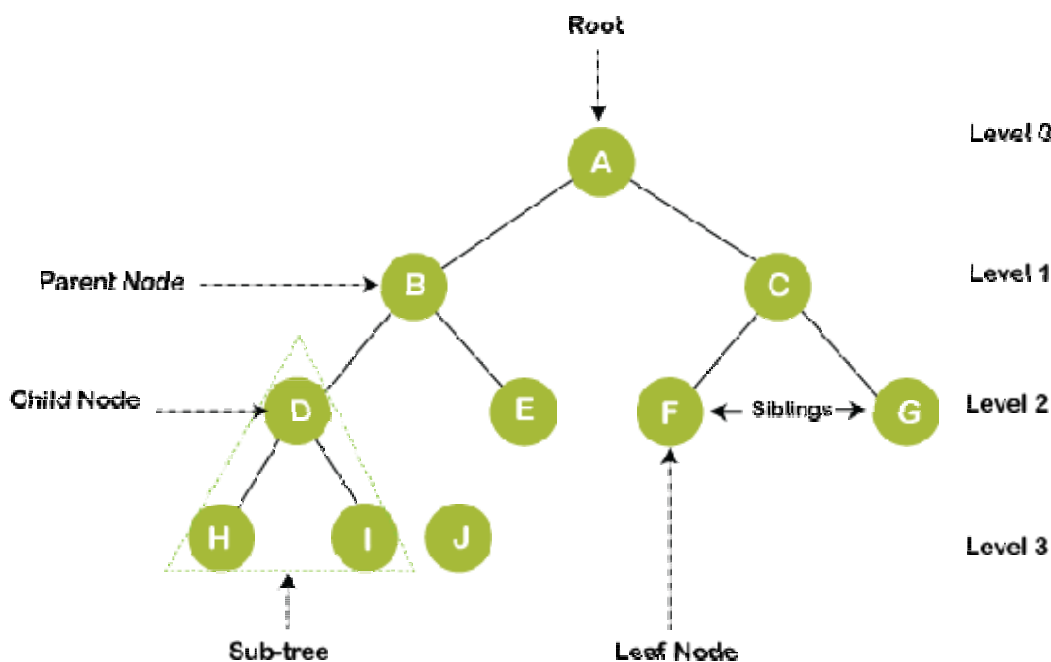 Root
Level 0
A
Parent Node
B
C
Level 1
Child Node
D
E
F
Siblings
G
Level 2
H
I
J
Level 3
Sub-tree
Leaf Node